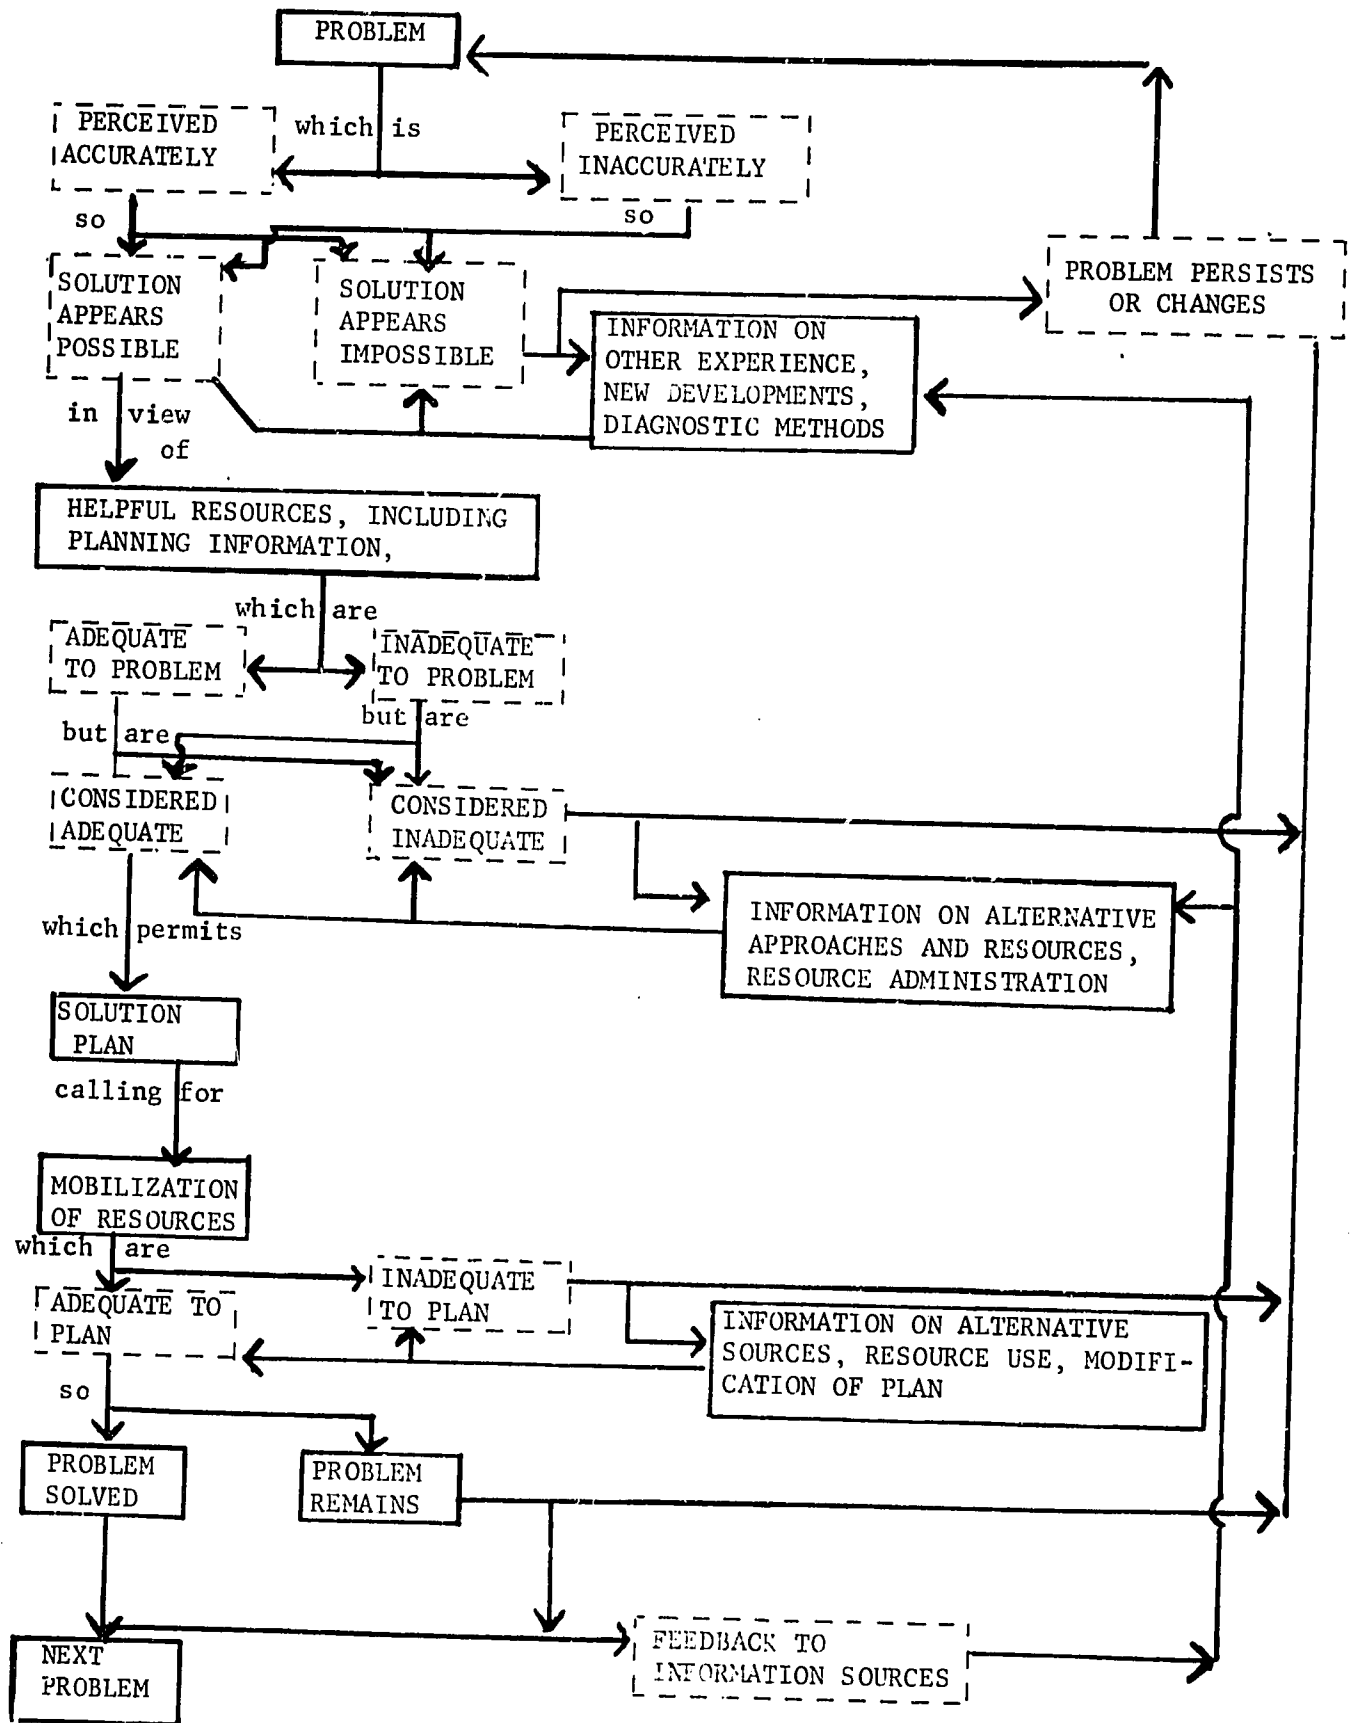 PROBLEM
PERCEIVED
ACCURATELY
which is
PERCEIVED
INACCURATELY
so
so
SOLUTION
APPEARS
POSSIBLE
SOLUTION
APPEARS
IMPOSSIBLE
PROBLEM PERSISTS
OR CHANGES
INFORMATION ON
OTHER EXPERIENCE,
NEW DEVELOPMENTS,
DIAGNOSTIC METHODS
in view
of
HELPFUL RESOURCES, INCLUDING
PLANNING INFORMATION,
which are
ADEQUATE
TO PROBLEM
INADEQUATE
TO PROBLEM
but are
but are
CONSIDERED
ADEQUATE
CONSIDERED
INADEQUATE
INFORMATION ON ALTERNATIVE
APPROACHES AND RESOURCES,
RESOURCE ADMINISTRATION
which permits
SOLUTION
PLAN
calling for
MOBILIZATION
OF RESOURCES
which are
ADEQUATE TO
PLAN
INADEQUATE
TO PLAN
INFORMATION ON ALTERNATIVE
SOURCES, RESOURCE USE, MODIFI-
CATION OF PLAN
so
PROBLEM
SOLVED
PROBLEM
REMAINS
NEXT
PROBLEM
FEEDBACK TO
INFORMATION SOURCES